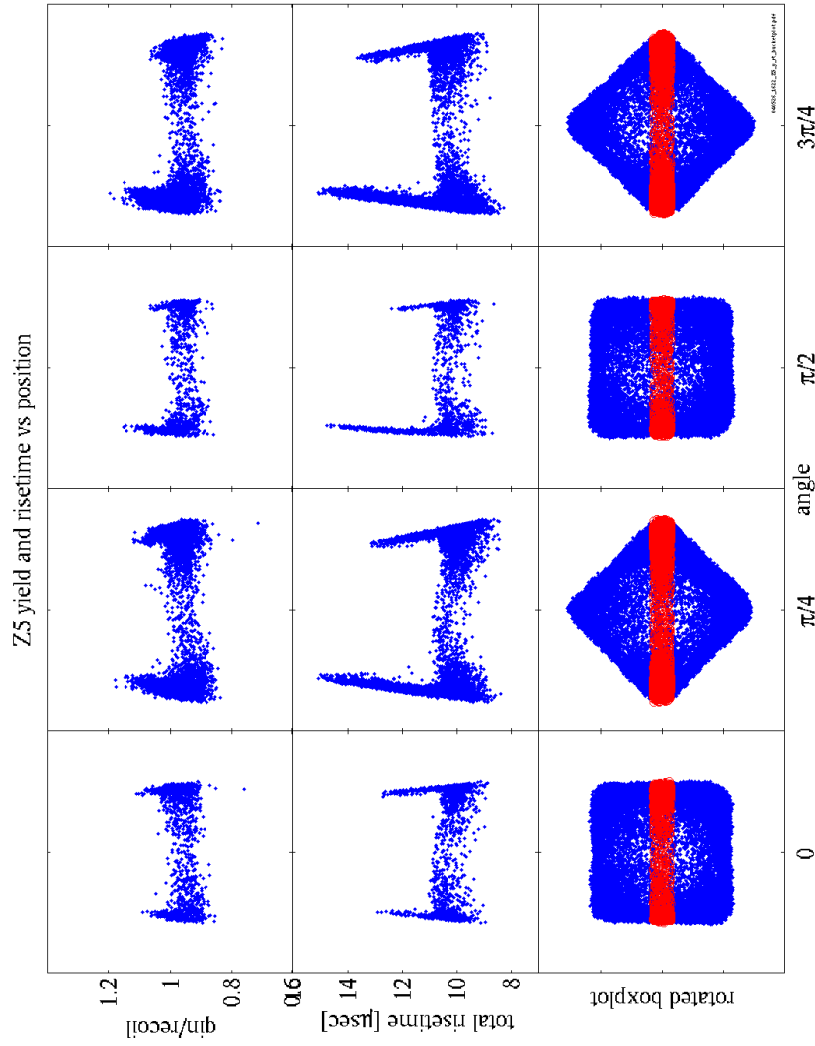 Z5 yield and risetime vs position
qin/recoil
1.2
1
0.8
0.6
total risetime [μsec]
16
14
12
10
8
rotated boxplot
0
π/4
π/2
3π/4
angle